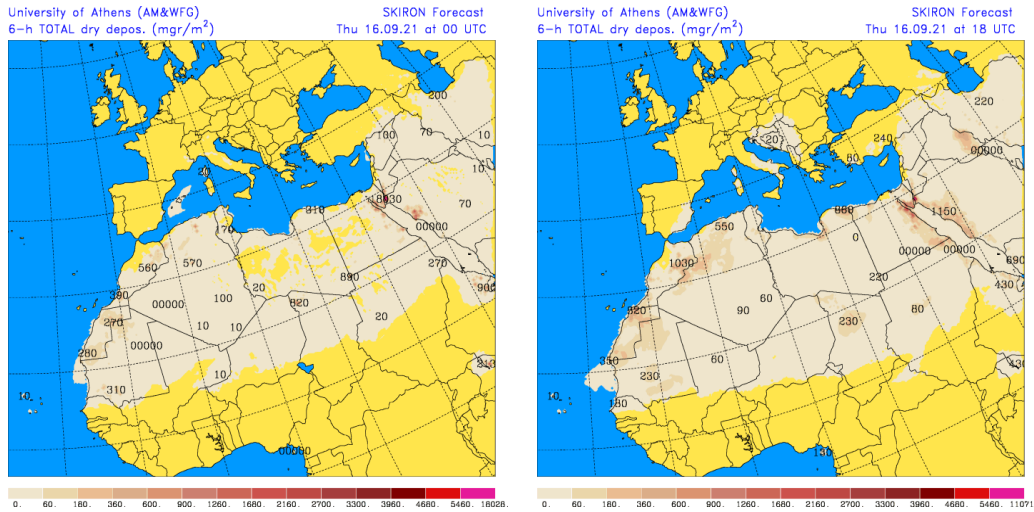 University of Athens (AM&WFG) SKIRON Forecast
6-h TOTAL dry depos. (mgr/m²) Thu 16.09.21 at 00 UTC
200
100 70 10
10
20
18030 70
310
00000
170
560 570 270
890
390 20 900
00000 100 820
270 10 10 20
280 00000
10 310
10
00000
0. 60. 160. 360. 600. 900. 1260. 1680. 2160. 2700. 3300. 3960. 4680. 5460. 18028.
University of Athens (AM&WFG) SKIRON Forecast
6-h TOTAL dry depos. (mgr/m²) Thu 16.09.21 at 18 UTC
220
20 240
00000
60
880 1150
550 0
00000 00000
1030 690
220 430
820 60
90 80
230
350 60
230
10 180
130
0. 60. 160. 360. 600. 900. 1260. 1680. 2160. 2700. 3300. 3960. 4680. 5460.